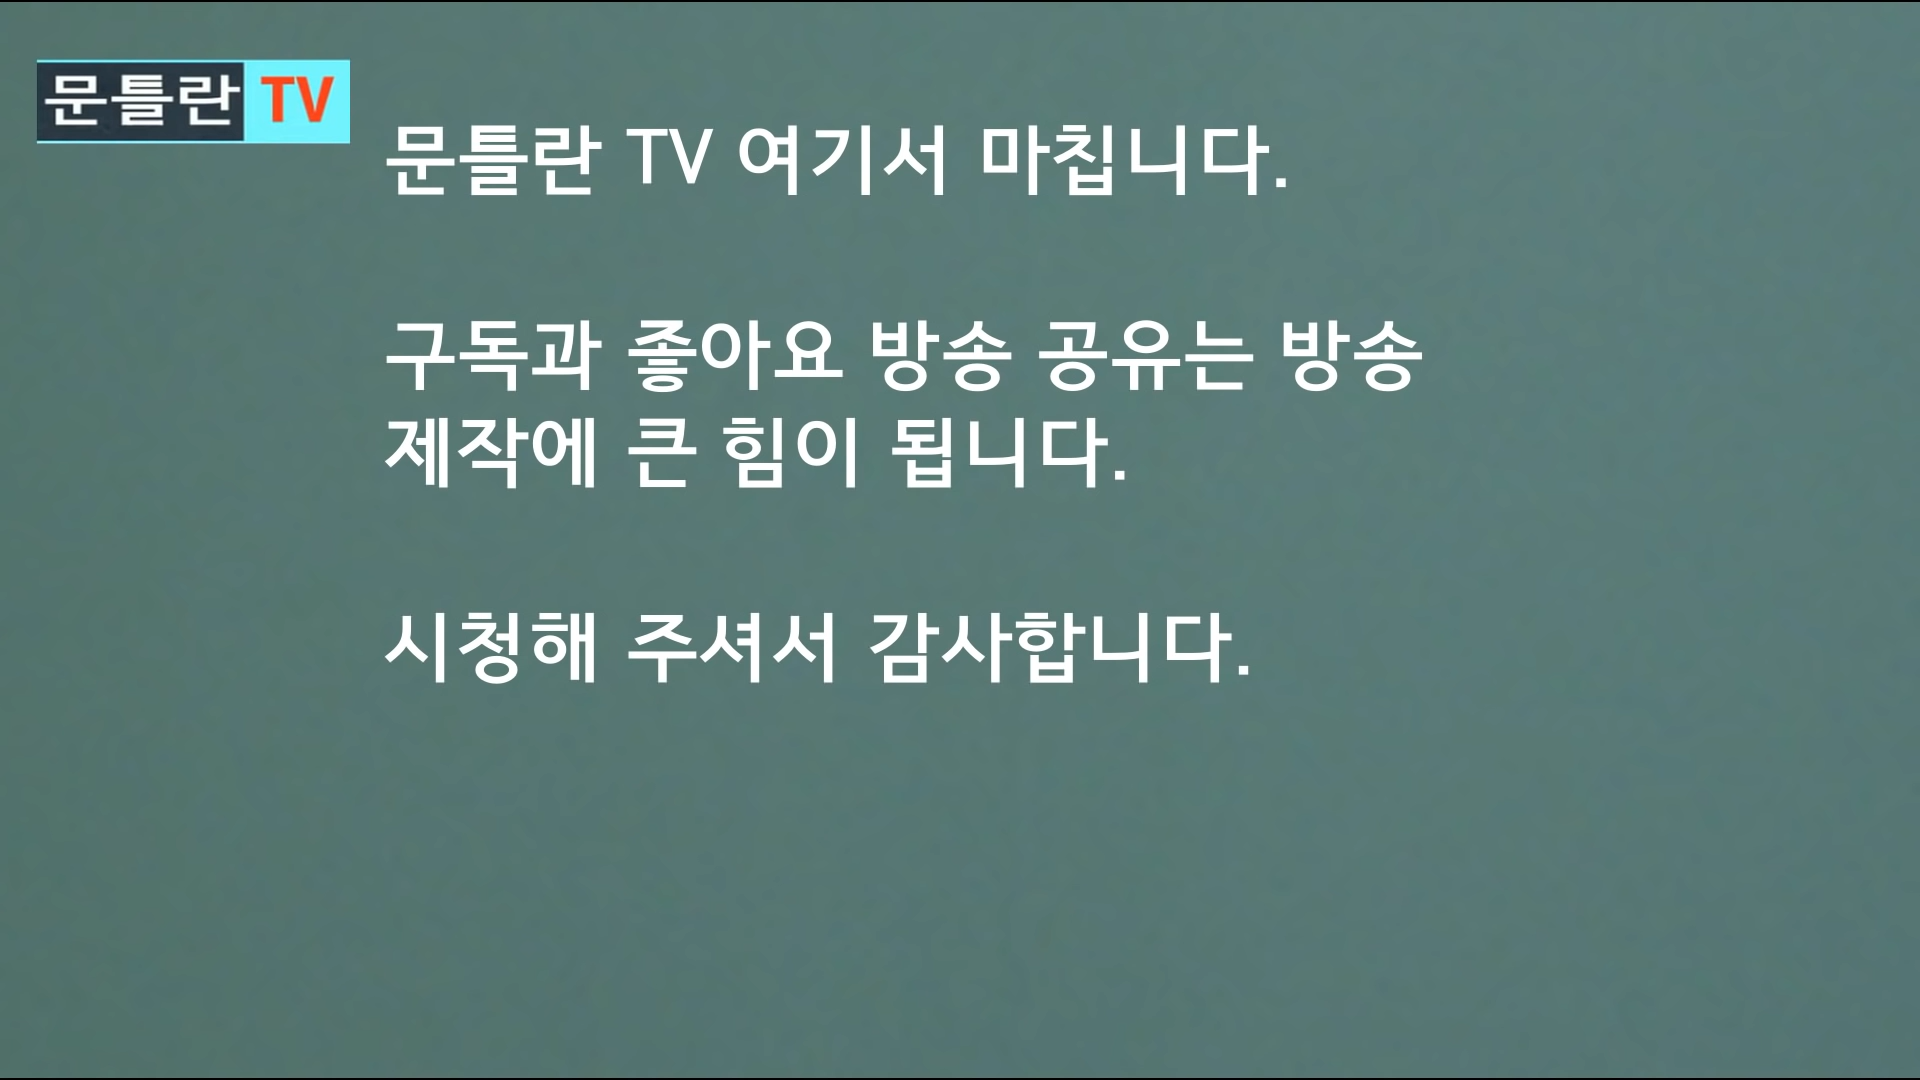 문틀란 TV
문틀란 TV 여기서 마칩니다.
구독과 좋아요 방송 공유는 방송
제작에 큰 힘이 됩니다.
시청해 주셔서 감사합니다.